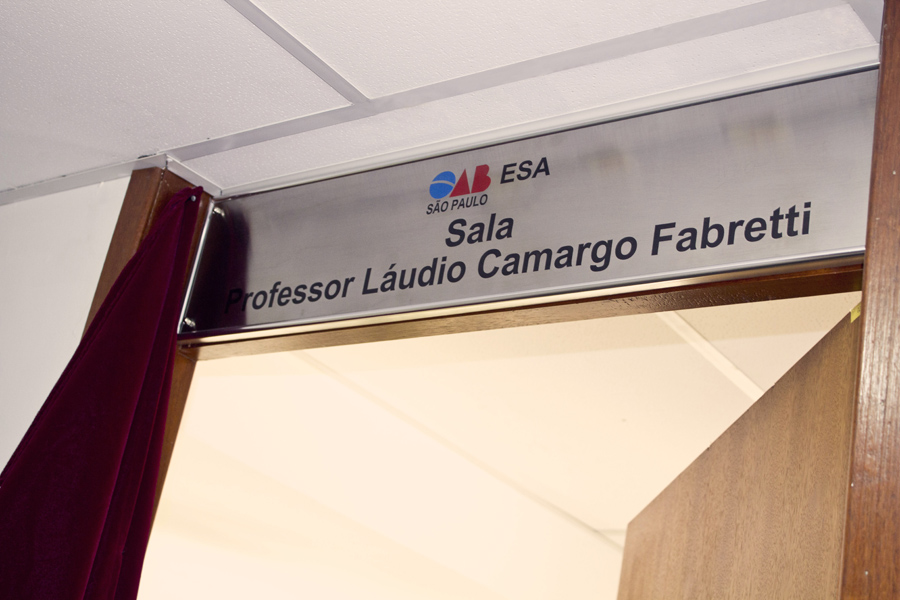 OAB ESA
SÃO PAULO
Sala
Professor Láudio Camargo Fabretti